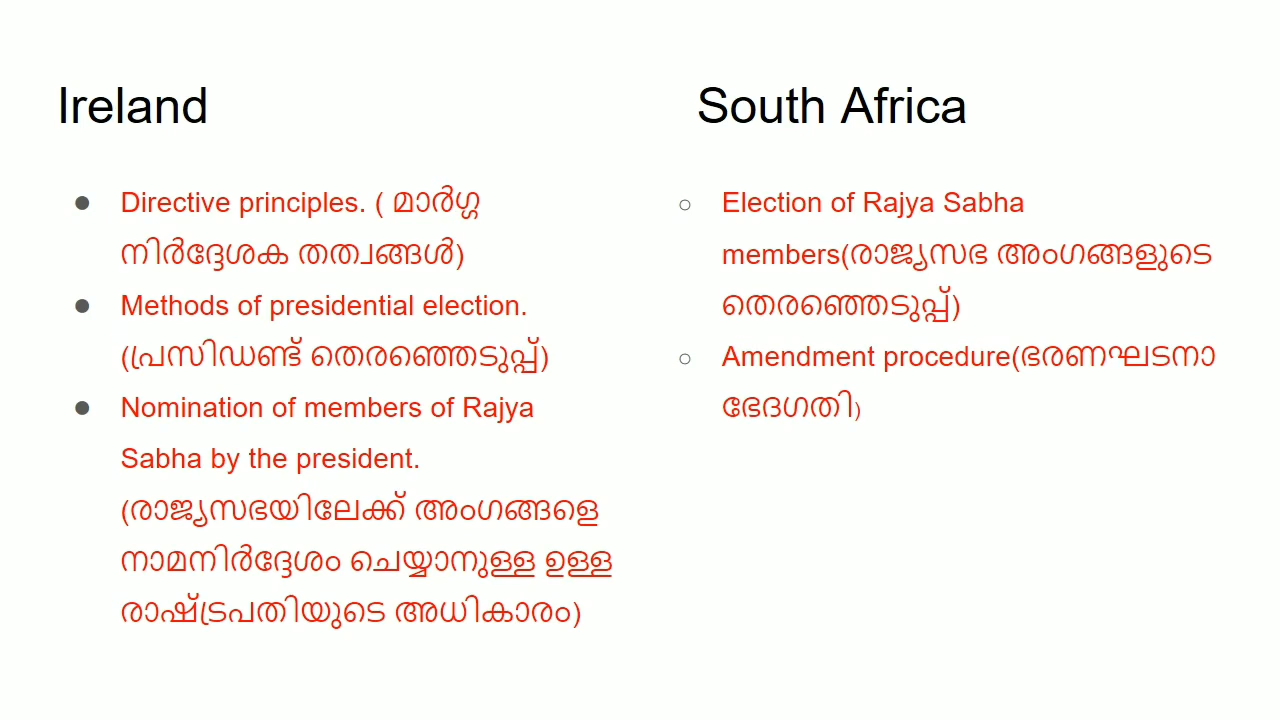 Ireland
Directive principles. ( മാർഗ്ഗ
നിർദ്ദേശക തത്വങ്ങൾ)
Methods of presidential election.
(പ്രസിഡണ്ട് തെരഞ്ഞെടുപ്പ്)
Nomination of members of Rajya
Sabha by the president.
(രാജ്യസഭയിലേക്ക് അംഗങ്ങളെ
നാമനിർദ്ദേശം ചെയ്യാനുള്ള ഉള്ള
രാഷ്ട്രപതിയുടെ അധികാരം)
South Africa
Election of Rajya Sabha
members(രാജ്യസഭ അംഗങ്ങളുടെ
തെരഞ്ഞെടുപ്പ്)
Amendment procedure(ഭരണഘടനാ
ഭേദഗതി)